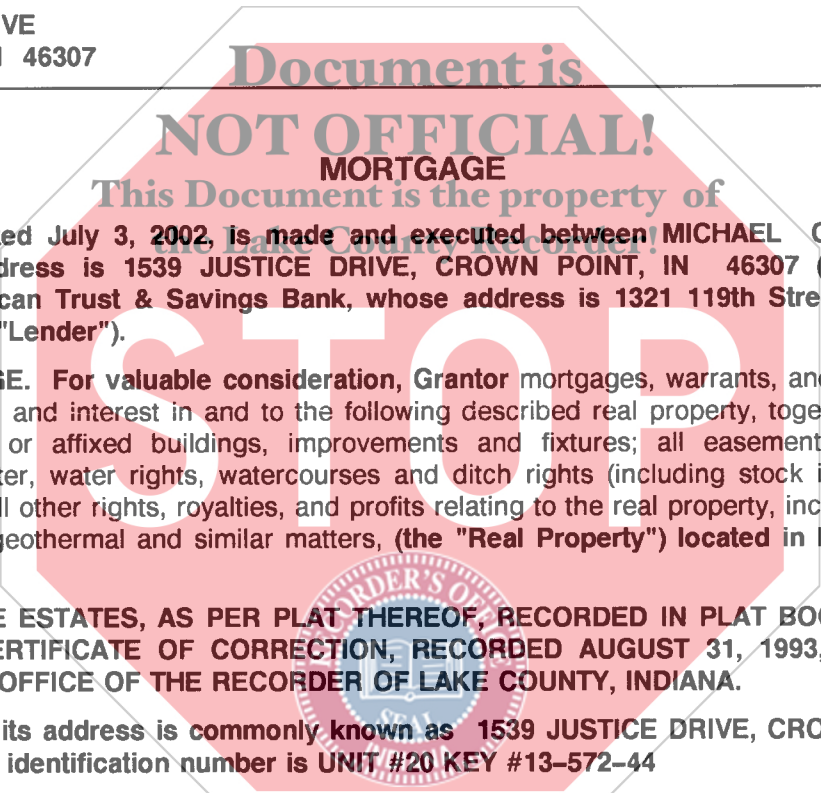 VE
46307
Document is
NOT OFFICIAL!
MORTGAGE
This Document is the property of
the Lake County Recorder!
ed July 3, 2002, is made and executed between MICHAEL
dress is 1539 JUSTICE DRIVE, CROWN POINT, IN 46307 (
can Trust & Savings Bank, whose address is 1321 119th Stre
"Lender").
GE. For valuable consideration, Grantor mortgages, warrants, and
and interest in and to the following described real property, toge
or affixed buildings, improvements and fixtures; all easement
ter, water rights, watercourses and ditch rights (including stock i
ll other rights, royalties, and profits relating to the real property, inc
geothermal and similar matters, (the "Real Property") located in
STOP
E ESTATES, AS PER PLAT THEREOF, RECORDED IN PLAT BOO
ERTIFICATE OF CORRECTION, RECORDED AUGUST 31, 1993,
OFFICE OF THE RECORDER OF LAKE COUNTY, INDIANA.
its address is commonly known as 1539 JUSTICE DRIVE, CRO
identification number is UNIT #20 KEY #13–572–44
RECORDER'S OFFICE
SEAL
INDIANA